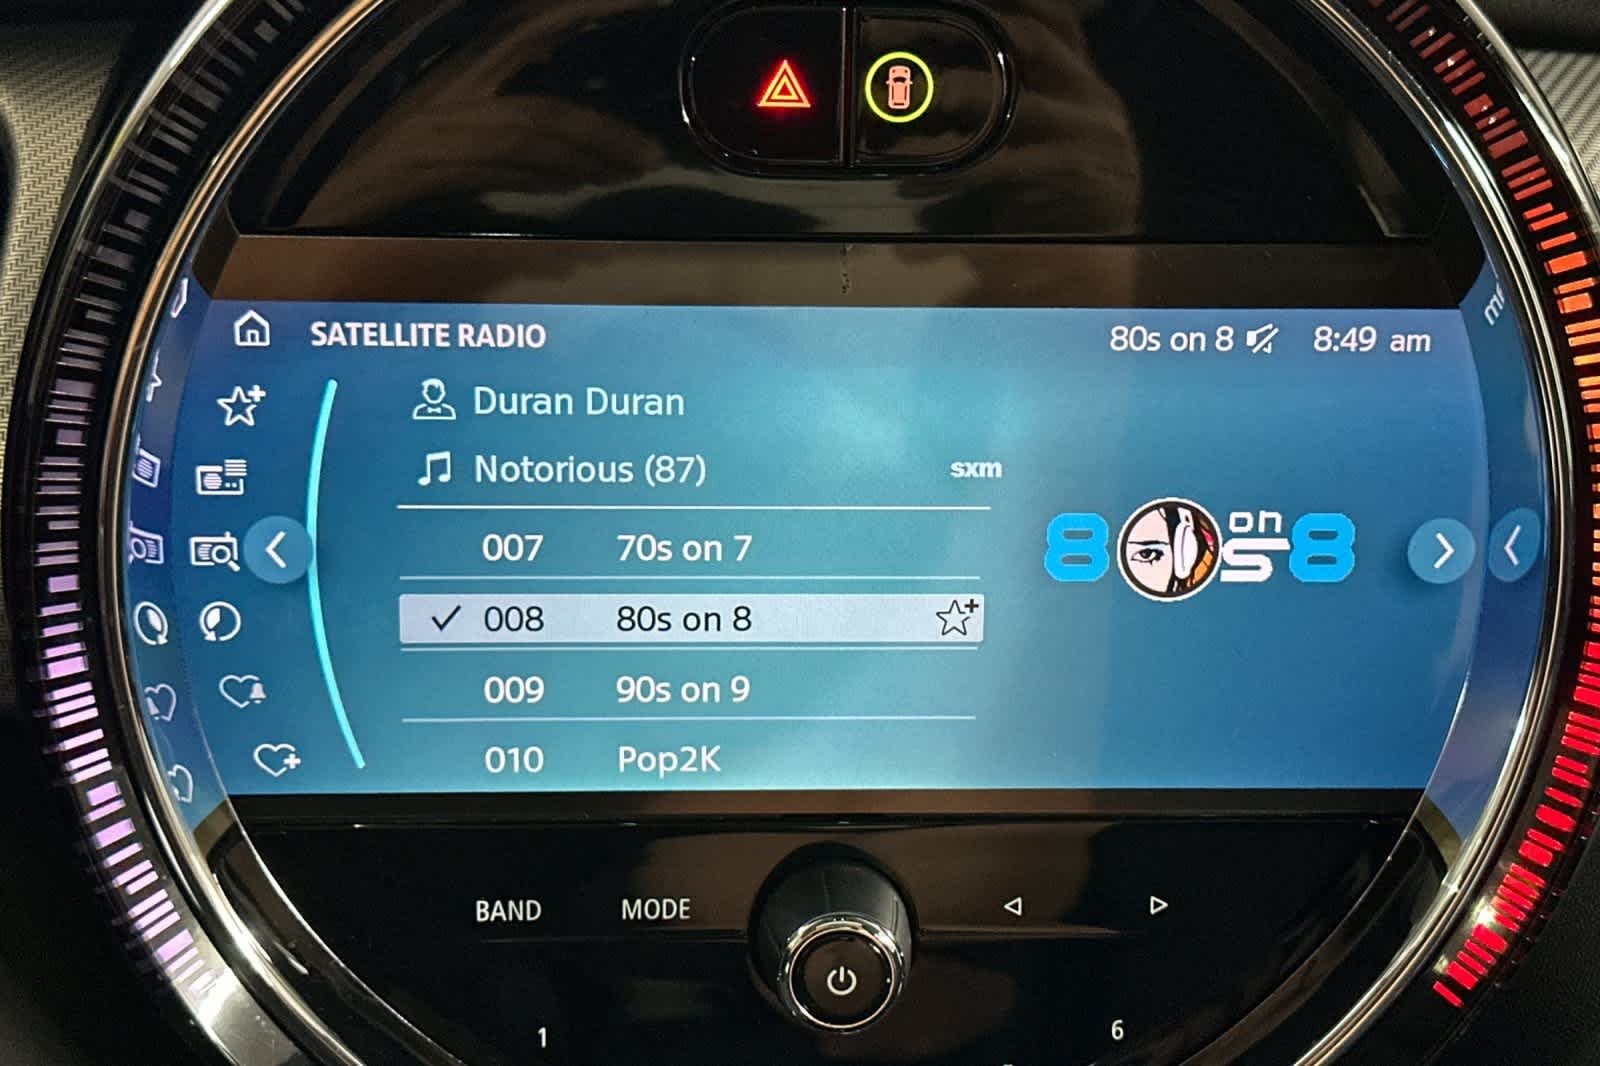 SATELLITE RADIO
80s on 8
8:49 am
Duran Duran
Notorious (87)
sxm
007 70s on 7
008 80s on 8
009 90s on 9
010 Pop2K
80s on 8
BAND
MODE
1
6